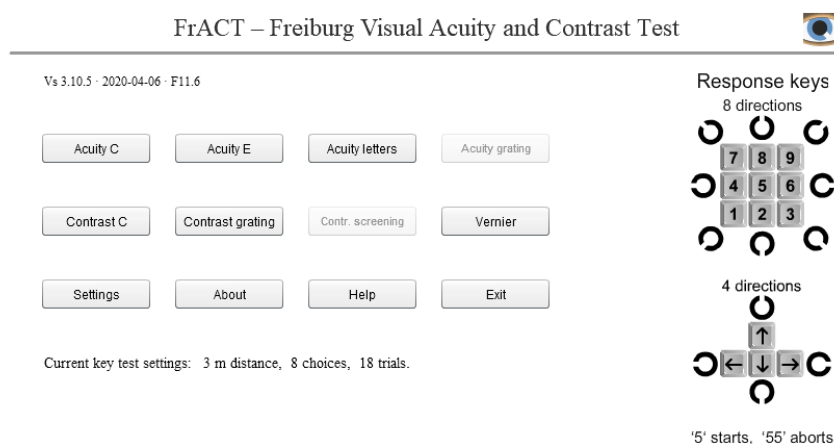 FrACT – Freiburg Visual Acuity and Contrast Test
Vs 3.10.5 · 2020-04-06 · F11.6
Acuity C
Acuity E
Acuity letters
Acuity grating
Contrast C
Contrast grating
Contr. screening
Vernier
Settings
About
Help
Exit
Current key test settings: 3 m distance, 8 choices, 18 trials.
Response keys
8 directions
7 8 9
4 5 6
1 2 3
4 directions
↑
← ↓ →
'5' starts, '55' aborts